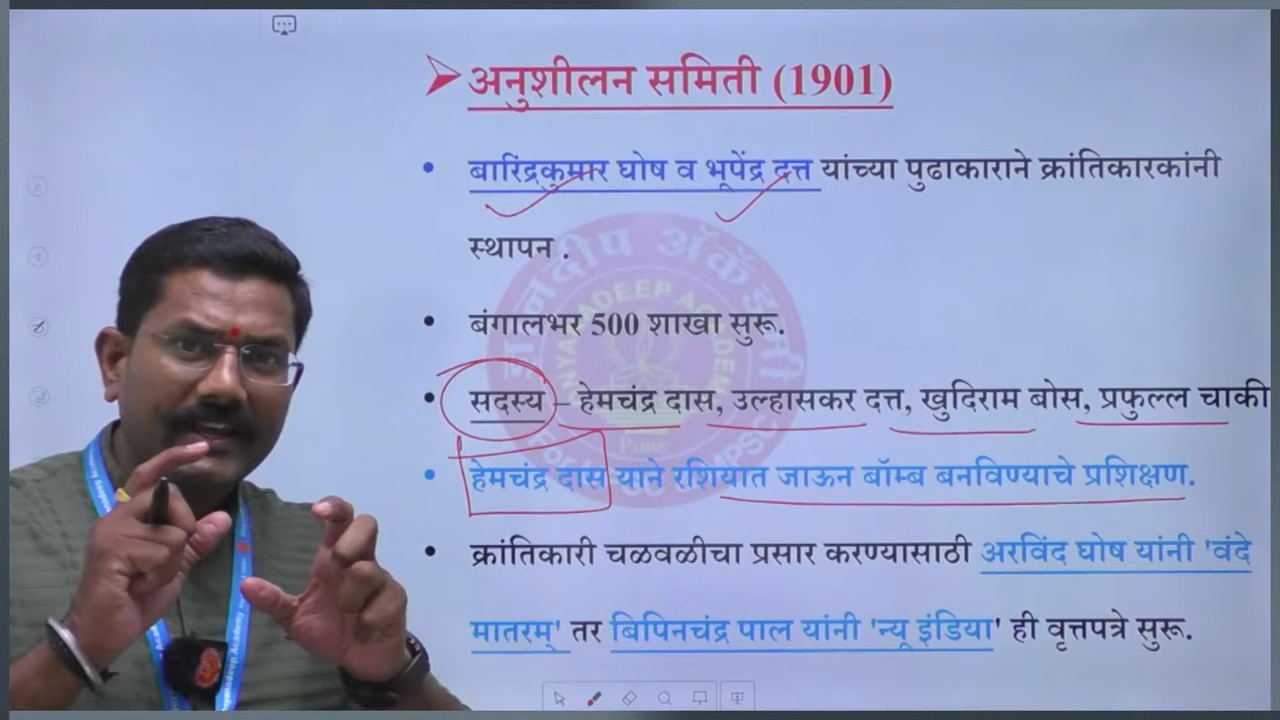 अनुशीलन समिती (1901)
बारिंद्रकुमार घोष व भूपेंद्र दत्त यांच्या पुढाकाराने क्रांतिकारकांनी
स्थापन .
बंगालभर 500 शाखा सुरू.
सदस्य – हेमचंद्र दास, उल्हासकर दत्त, खुदिराम बोस, प्रफुल्ल चाकी
हेमचंद्र दास याने रशियात जाऊन बॉम्ब बनविण्याचे प्रशिक्षण.
क्रांतिकारी चळवळीचा प्रसार करण्यासाठी अरविंद घोष यांनी 'वंदे
मातरम्' तर बिपिनचंद्र पाल यांनी 'न्यू इंडिया' ही वृत्तपत्रे सुरू.